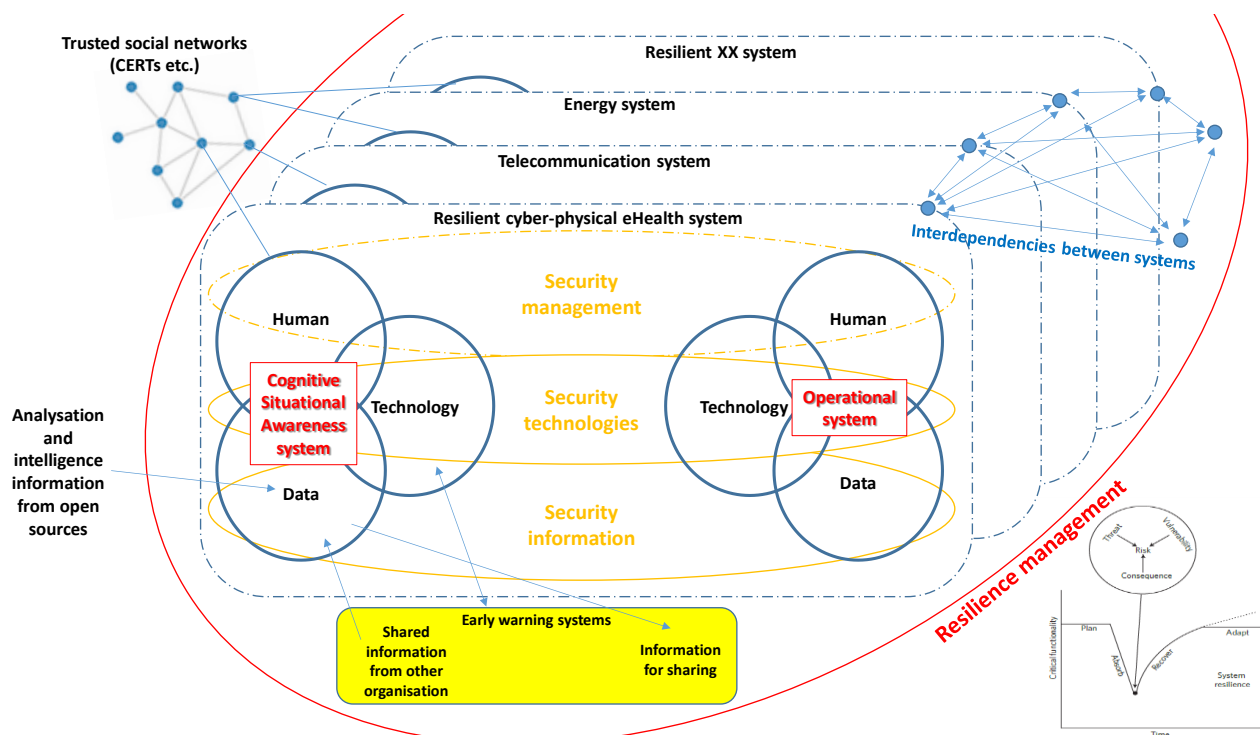 Trusted social networks
(CERTs etc.)
Resilient XX system
Energy system
Telecommunication system
Resilient cyber-physical eHealth system
Interdependencies between systems
Security
management
Human
Human
Cognitive
Situational
Awareness
system
Technology
Security
technologies
Technology
Operational
system
Analysation
and
intelligence
information
from open
sources
Data
Data
Security
information
Resilience management
Early warning systems
Shared
information
from other
organisation
Information
for sharing
Threat
Vulnerability
Risk
Consequence
Critical functionality
Plan
Absorb
Recover
Adapt
System
resilience
Time